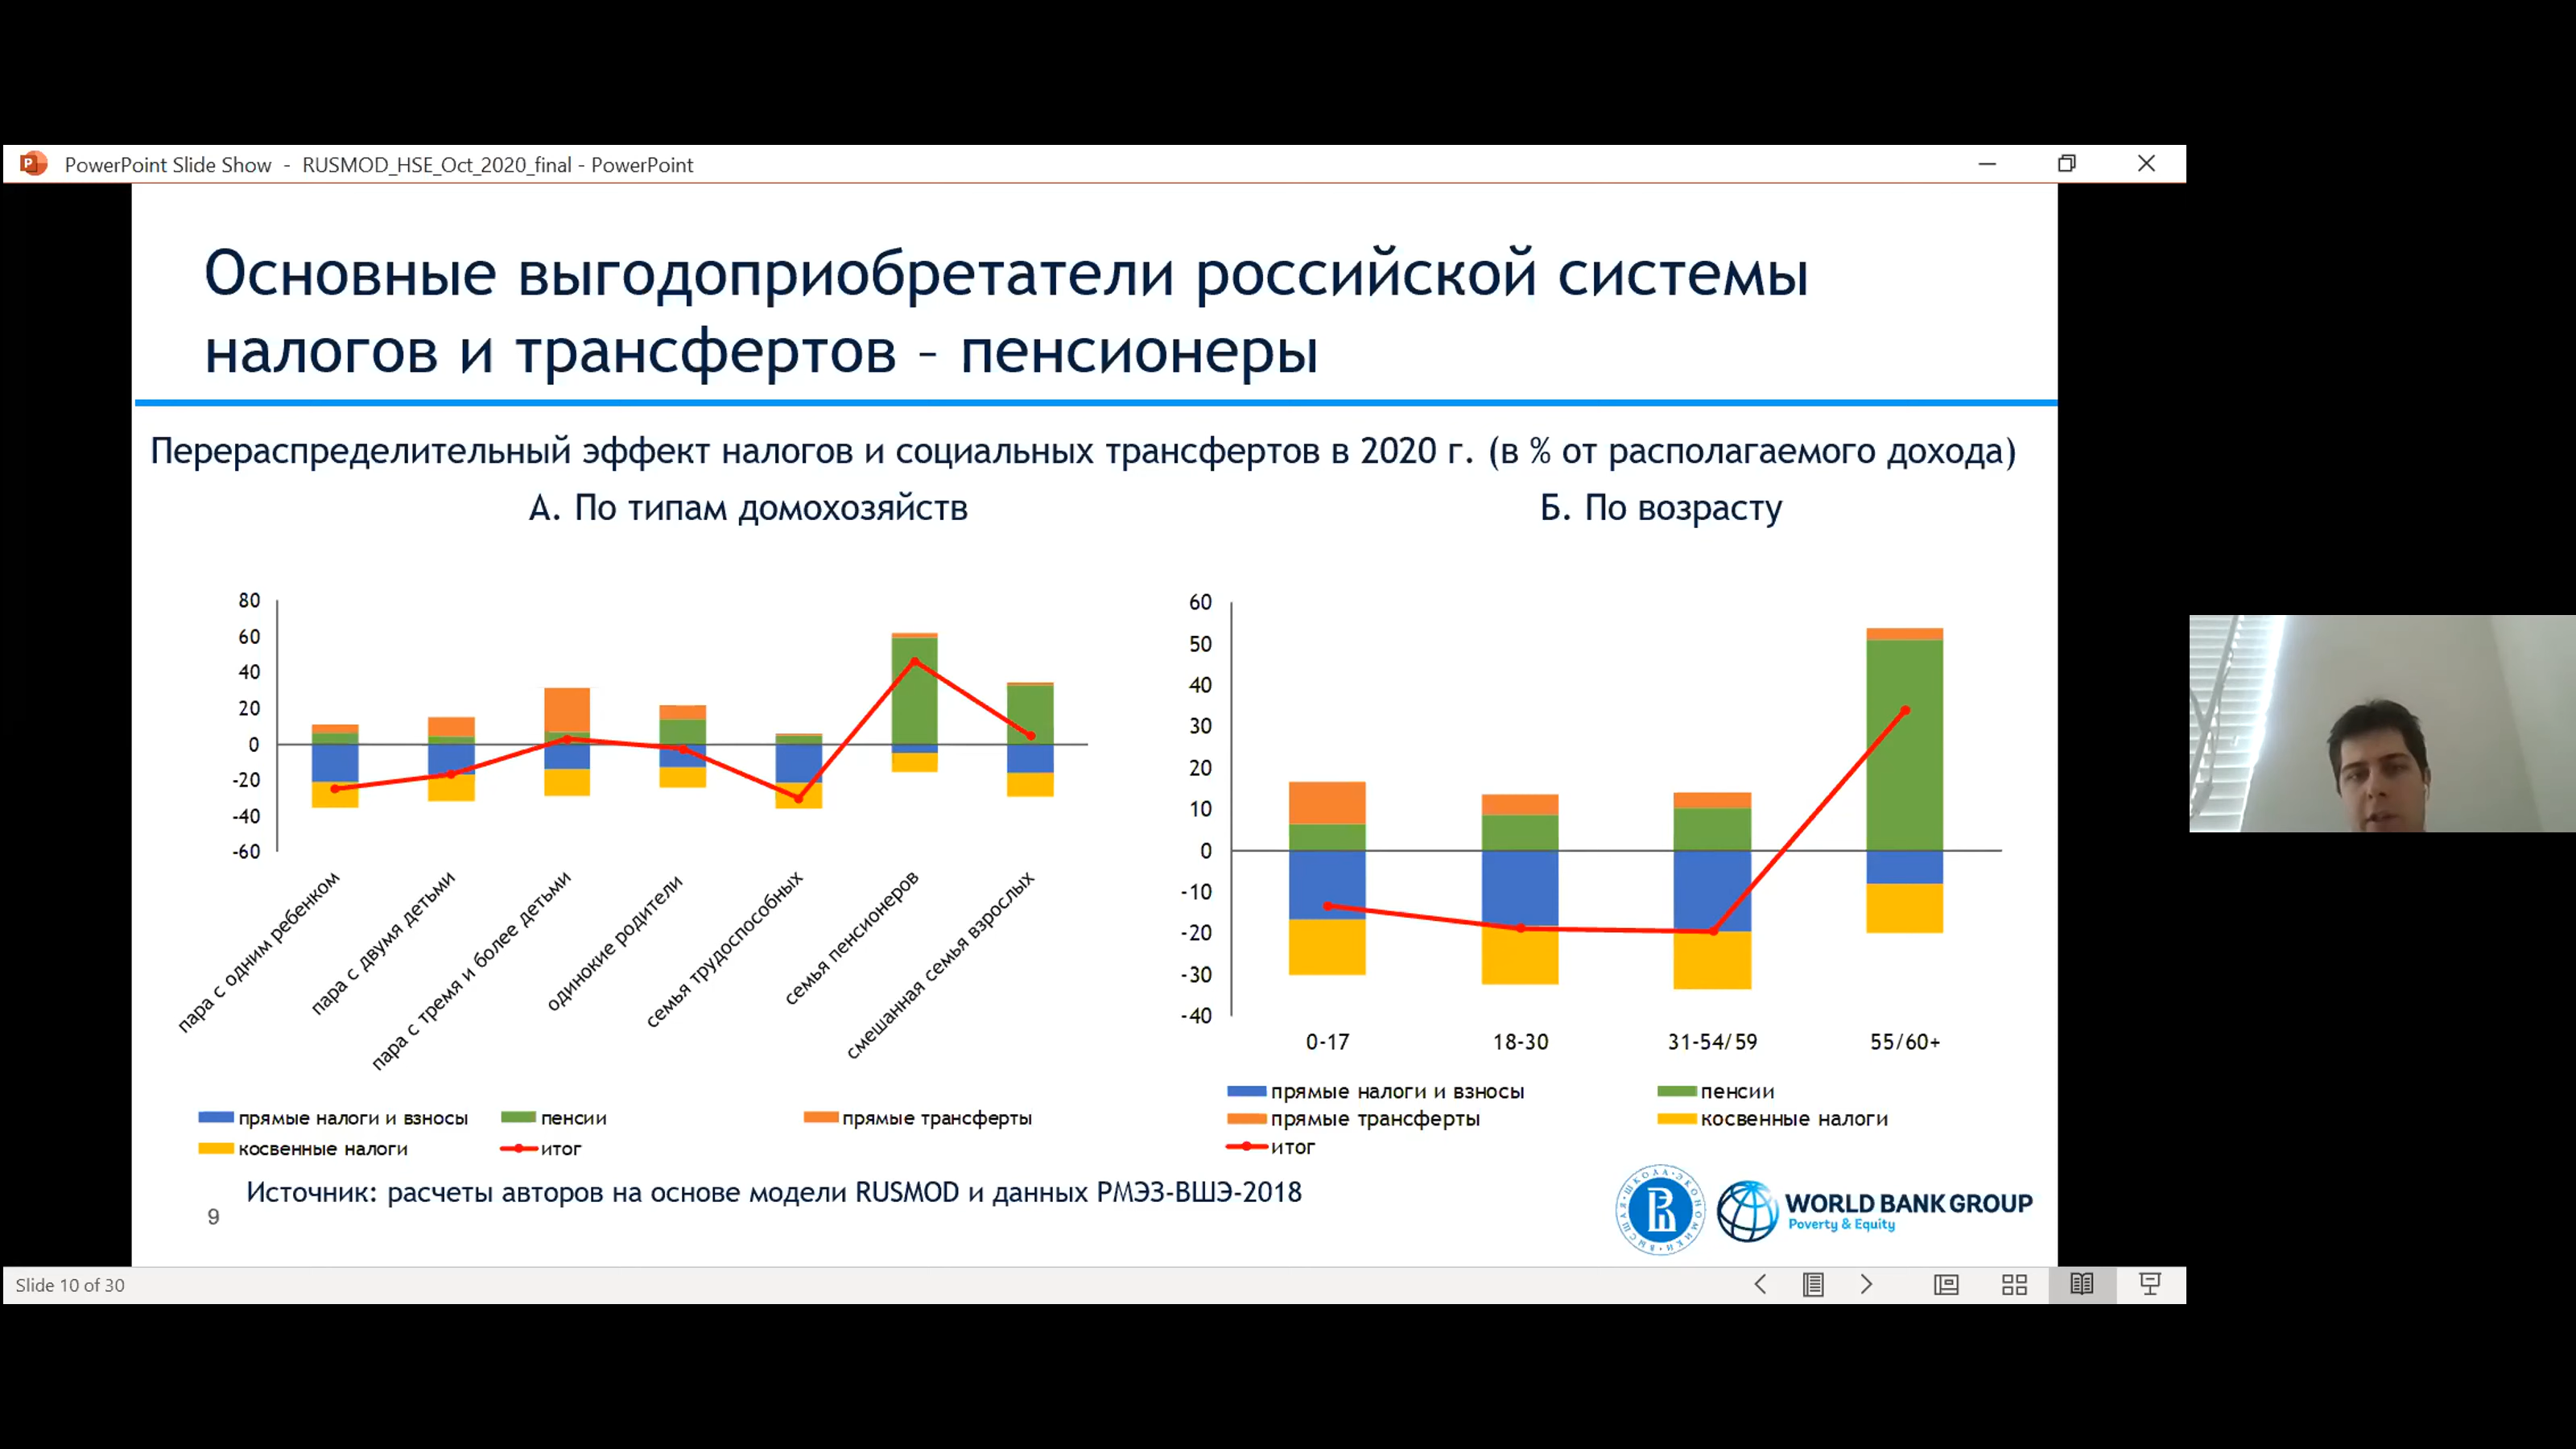 PowerPoint Slide Show - RUSMOD_HSE_Oct_2020_final - PowerPoint
Основные выгодоприобретатели российской системы
налогов и трансфертов – пенсионеры
Перераспределительный эффект налогов и социальных трансфертов в 2020 г. (в % от располагаемого дохода)
А. По типам домохозяйств
80
60
40
20
0
-20
-40
-60
пара с одним ребенком
пара с двумя детьми
пара с тремя и более детьми
одинокие родители
семья трудоспособных
семья пенсионеров
смешанная семья взрослых
прямые налоги и взносы
пенсии
прямые трансферты
косвенные налоги
итог
Б. По возрасту
60
50
40
30
20
10
0
-10
-20
-30
-40
0-17
18-30
31-54/59
55/60+
прямые налоги и взносы
пенсии
прямые трансферты
косвенные налоги
итог
Источник: расчеты авторов на основе модели RUSMOD и данных РМЭЗ-ВШЭ-2018
9
ВЫСШАЯ ШКОЛА ЭКОНОМИКИ
WORLD BANK GROUP
Poverty & Equity
Slide 10 of 30